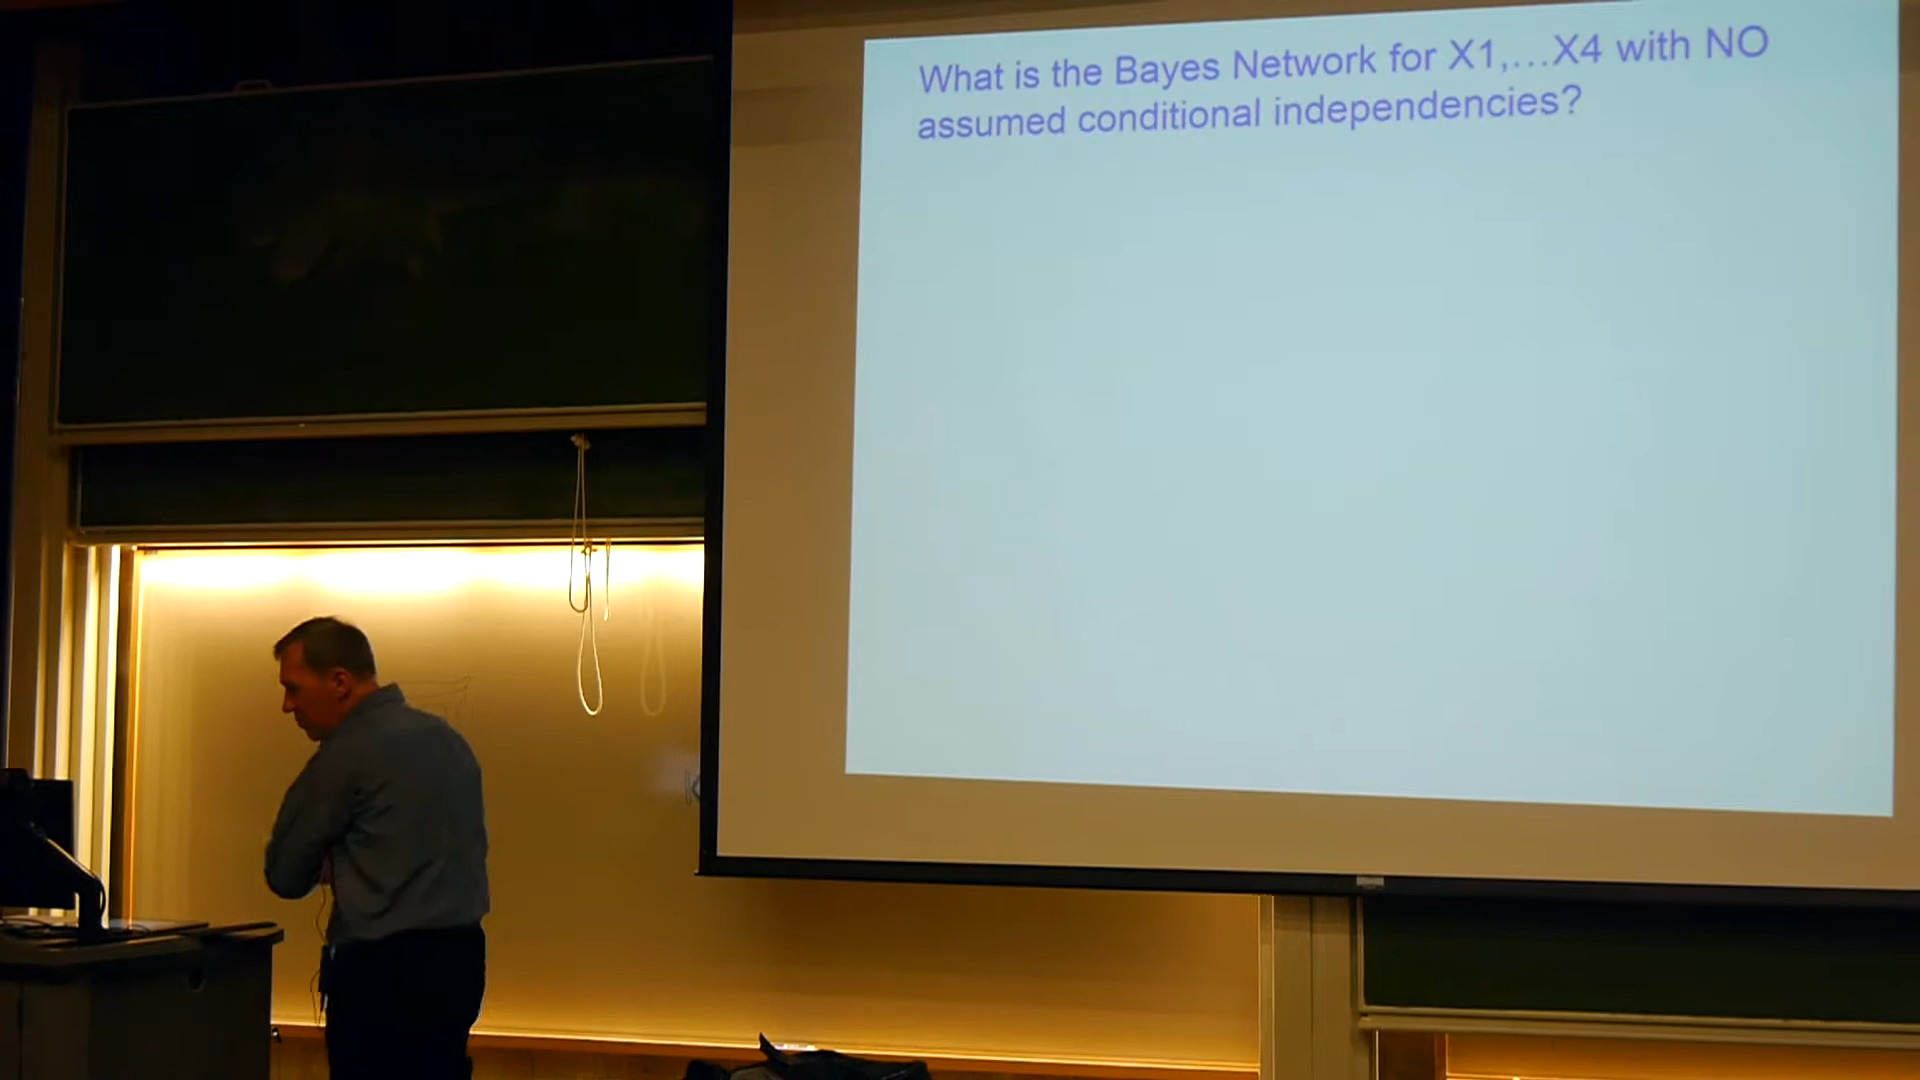 What is the Bayes Network for X1,…X4 with NO
assumed conditional independencies?